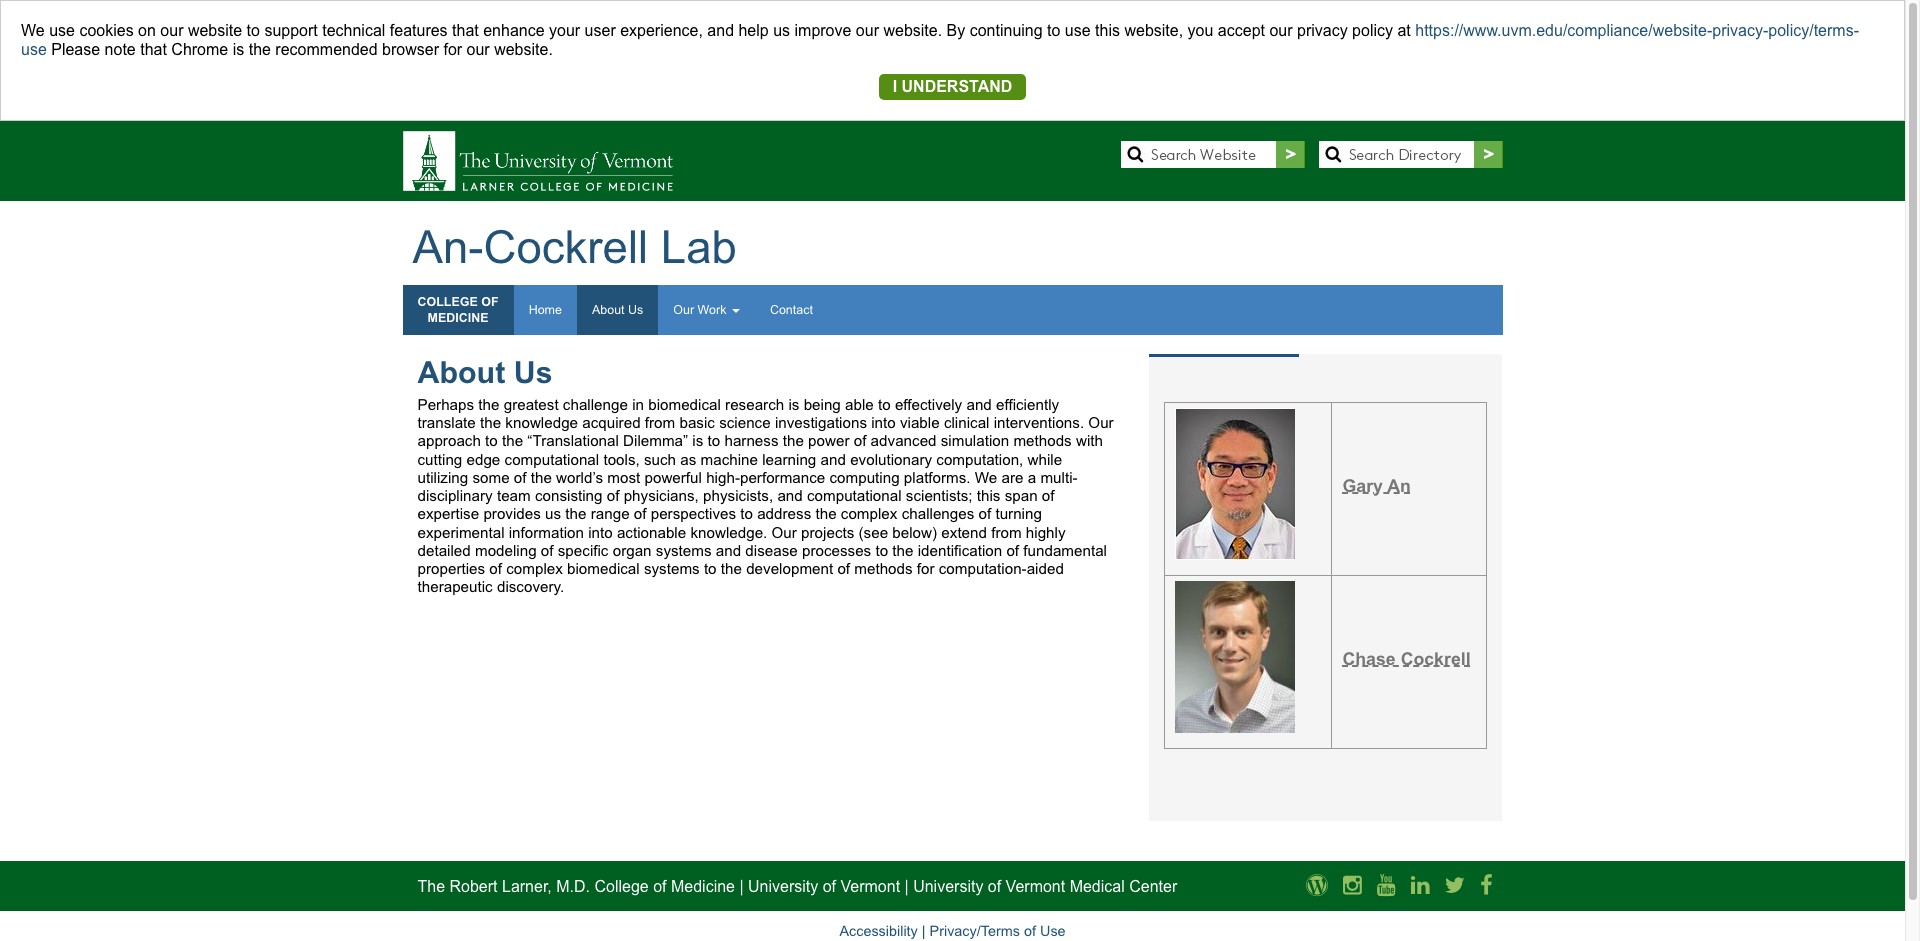 We use cookies on our website to support technical features that enhance your user experience, and help us improve our website. By continuing to use this website, you accept our privacy policy at https://www.uvm.edu/compliance/website-privacy-policy/terms-
use Please note that Chrome is the recommended browser for our website.
I UNDERSTAND
The University of Vermont
LARNER COLLEGE OF MEDICINE
Search Website >
Search Directory >
An-Cockrell Lab
COLLEGE OF
MEDICINE
Home
About Us
Our Work
Contact
About Us
Perhaps the greatest challenge in biomedical research is being able to effectively and efficiently
translate the knowledge acquired from basic science investigations into viable clinical interventions. Our
approach to the “Translational Dilemma” is to harness the power of advanced simulation methods with
cutting edge computational tools, such as machine learning and evolutionary computation, while
utilizing some of the world’s most powerful high-performance computing platforms. We are a multi-
disciplinary team consisting of physicians, physicists, and computational scientists; this span of
expertise provides us the range of perspectives to address the complex challenges of turning
experimental information into actionable knowledge. Our projects (see below) extend from highly
detailed modeling of specific organ systems and disease processes to the identification of fundamental
properties of complex biomedical systems to the development of methods for computation-aided
therapeutic discovery.
Gary An
Chase Cockrell
The Robert Larner, M.D. College of Medicine | University of Vermont | University of Vermont Medical Center
You
Tube
Accessibility | Privacy/Terms of Use